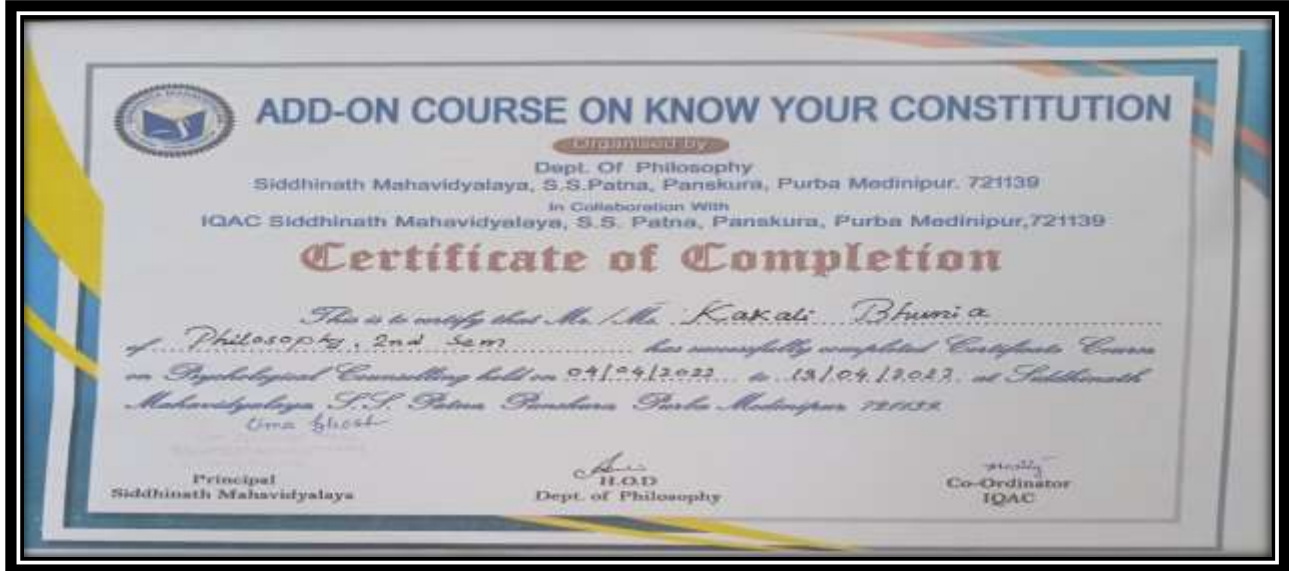 ADD-ON COURSE ON KNOW YOUR CONSTITUTION
Organised by
Dept. Of Philosophy
Siddhinath Mahavidyalaya, S.S.Patna, Panskura, Purba Medinipur. 721139
In Collaboration With
IQAC Siddhinath Mahavidyalaya, S.S. Patna, Panskura, Purba Medinipur,721139
Certificate of Completion
This is to certify that Mr. / Ms. Kakali Bhunia
of Philosophy, 2nd Sem has successfully completed Certificate Course
on Psychological Counselling held on 04/04/2022 to /04/2022 at Siddhinath
Mahavidyalaya, S.S. Patna Panskura Purba Medinipur 721139
Uma Ghosh
Principal
Siddhinath Mahavidyalaya
H.O.D
Dept. of Philosophy
Co-Ordinator
IQAC